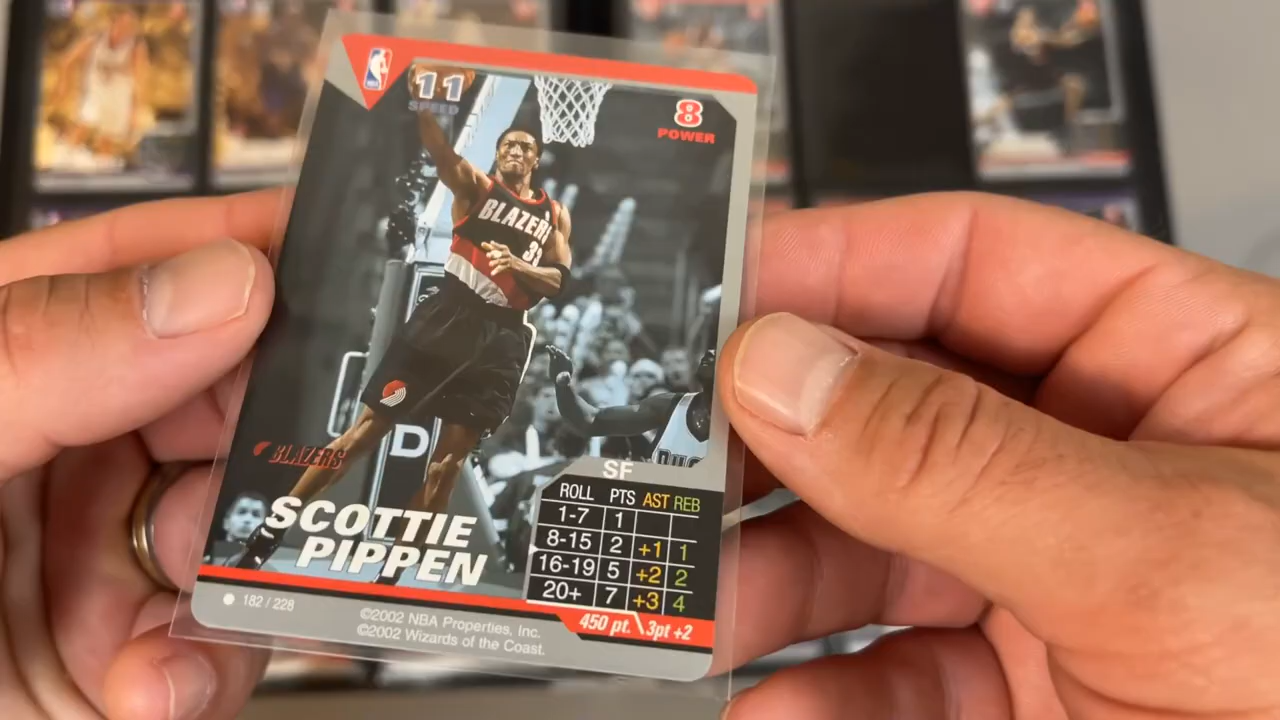 11
SPEED
8
POWER
BLAZER
33
D
BLAZERS
SCOTTIE
PIPPEN
SF
ROLL PTS AST REB
1-7 1
8-15 2 +1 1
16-19 5 +2 2
20+ 7 +3 4
450 pt. \ 3pt +2
182 / 228
©2002 NBA Properties, Inc.
©2002 Wizards of the Coast.